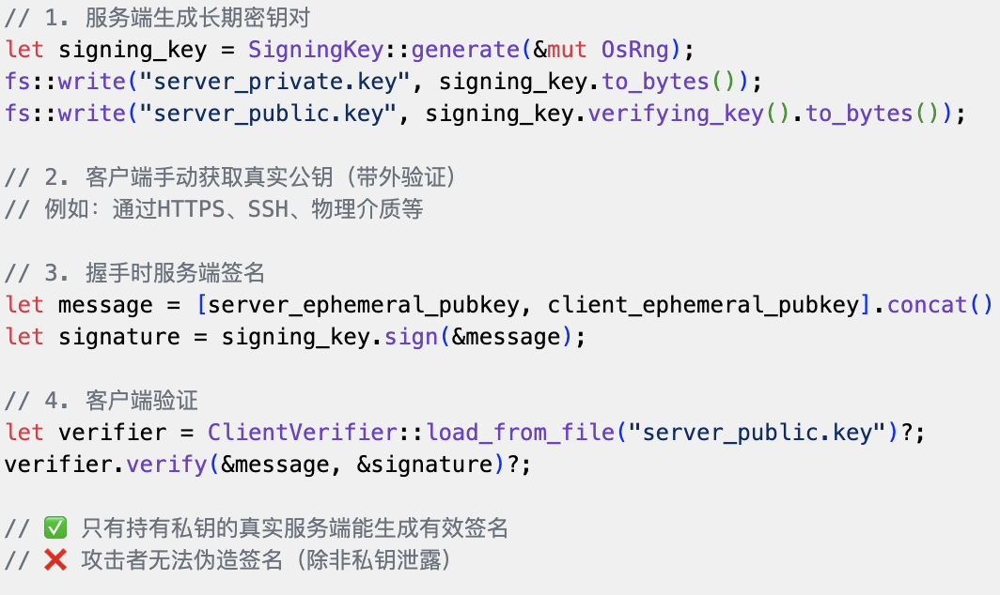 // 1. 服务端生成长期密钥对
let signing_key = SigningKey::generate(&mut OsRng);
fs::write("server_private.key", signing_key.to_bytes());
fs::write("server_public.key", signing_key.verifying_key().to_bytes());
// 2. 客户端手动获取真实公钥（带外验证）
// 例如：通过HTTPS、SSH、物理介质等
// 3. 握手时服务端签名
let message = [server_ephemeral_pubkey, client_ephemeral_pubkey].concat()
let signature = signing_key.sign(&message);
// 4. 客户端验证
let verifier = ClientVerifier::load_from_file("server_public.key")?;
verifier.verify(&message, &signature)?;
// ✅ 只有持有私钥的真实服务端能生成有效签名
// ❌ 攻击者无法伪造签名（除非私钥泄露）